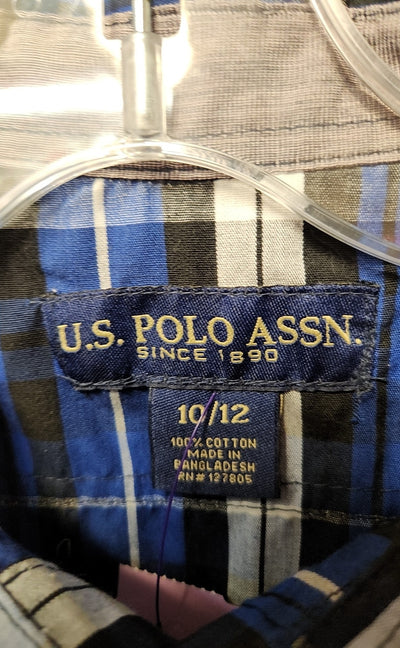 U.S. POLO ASSN.
SINCE 1890
10/12
100% COTTON
MADE IN
BANGLADESH
RN# 127805